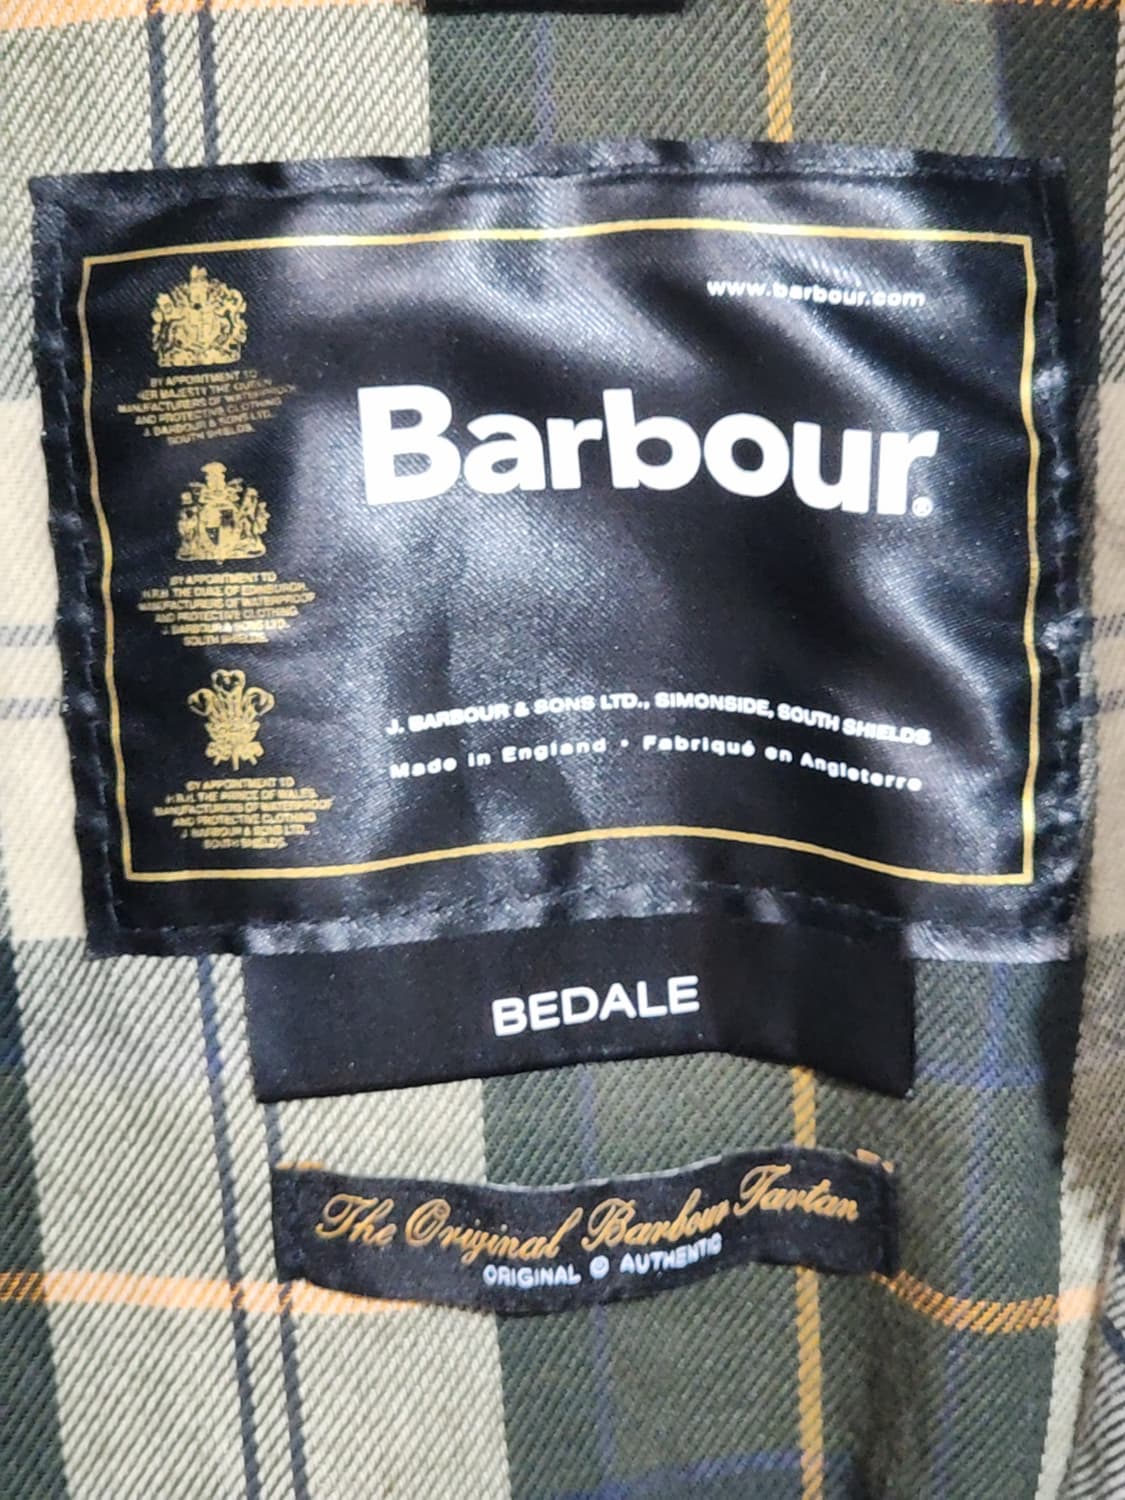 www.barbour.com
Barbour®
BY APPOINTMENT TO
HER MAJESTY THE QUEEN
MANUFACTURERS OF WATERPROOF
AND PROTECTIVE CLOTHING
J. BARBOUR & SONS LTD.
SOUTH SHIELDS.
BY APPOINTMENT TO
H.R.H. THE DUKE OF EDINBURGH
MANUFACTURERS OF WATERPROOF
AND PROTECTIVE CLOTHING
J. BARBOUR & SONS LTD.
SOUTH SHIELDS.
BY APPOINTMENT TO
H.R.H. THE PRINCE OF WALES
MANUFACTURERS OF WATERPROOF
AND PROTECTIVE CLOTHING
J. BARBOUR & SONS LTD.
SOUTH SHIELDS.
J. BARBOUR & SONS LTD., SIMONSIDE, SOUTH SHIELDS
Made in England • Fabriqué en Angleterre
BEDALE
The Original Barbour Tartan
ORIGINAL © AUTHENTIC